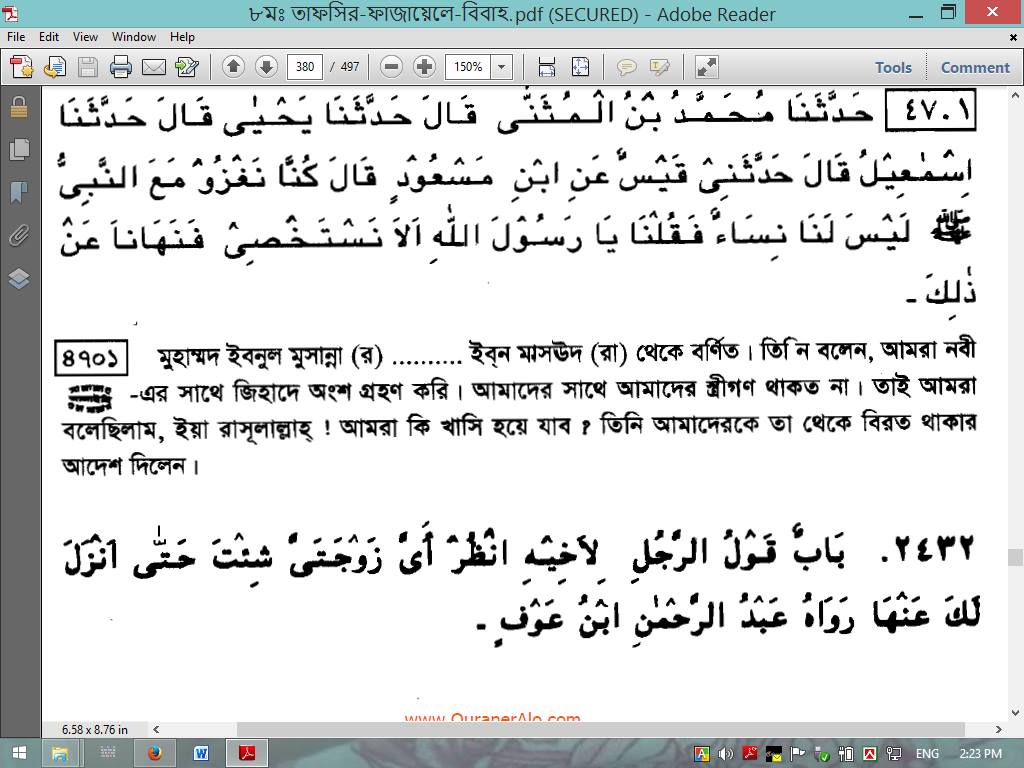 ৮মঃ তাফসির-ফাজায়েলে-বিবাহ.pdf (SECURED) - Adobe Reader
File Edit View Window Help
380 / 497 150% Tools Comment
٤٧٠١ حَدَّثَنَا مُحَمَّدُ بْنُ الْمُثَنّٰى قَالَ حَدَّثَنَا يَحْيٰى قَالَ حَدَّثَنَا
اِسْمٰعِيْلُ قَالَ حَدَّثَنِىْ قَيْسٌ عَنِ ابْنِ مَسْعُوْدٍ قَالَ كُنَّا نَغْزُوْ مَعَ النَّبِىِّ
ﷺ لَيْسَ لَنَا نِسَاءٌ فَقُلْنَا يَا رَسُوْلَ اللّٰهِ اَلاَ نَسْتَخْصِىْ فَنَهَانَا عَنْ
ذٰلِكَ -
৪৭০১ মুহাম্মদ ইবনুল মুসান্না (র) .......... ইব্‌ন মাসঊদ (রা) থেকে বর্ণিত। তিনি বলেন, আমরা নবী
ﷺ -এর সাথে জিহাদে অংশ গ্রহণ করি। আমাদের সাথে আমাদের স্ত্রীগণ থাকত না। তাই আমরা
বলেছিলাম, ইয়া রাসূলাল্লাহ্ ! আমরা কি খাসি হয়ে যাব ? তিনি আমাদেরকে তা থেকে বিরত থাকার
আদেশ দিলেন।
٢٤٣٢. بَابٌ قَوْلُ الرَّجُلِ لِاَخِيْهِ انْظُرْ أَىَّ زَوْجَتَىَّ شِئْتَ حَتّٰى اَنْزَلَ
لَكَ عَنْهَا رَوَاهُ عَبْدُ الرَّحْمٰنِ ابْنُ عَوْفٍ -
www.QuranerAlo.com
6.58 x 8.76 in
ENG 2:23 PM